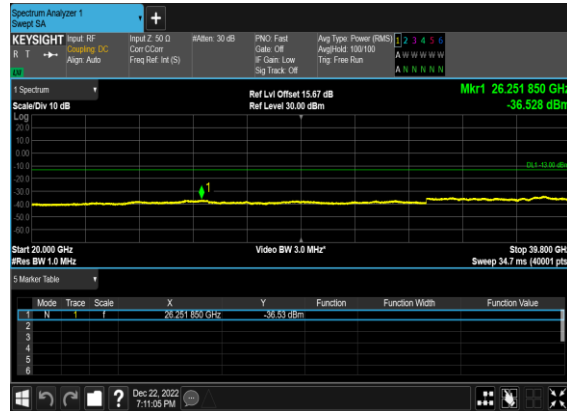 Spectrum Analyzer 1
Swept SA
+
KEYSIGHT Input: RF Input Z: 50 Ω #Atten: 30 dB PNO: Fast Avg Type: Power (RMS) 1 2 3 4 5 6
R T Coupling: DC Corr CCorr Gate: Off Avg|Hold: 100/100 A W W W W W
Align: Auto Freq Ref: Int (S) IF Gain: Low Trig: Free Run
LW Sig Track: Off A N N N N N
1 Spectrum Ref Lvl Offset 15.67 dB Mkr1 26.251 850 GHz
Scale/Div 10 dB Ref Level 30.00 dBm -36.528 dBm
Log
20.0
10.0
0.00
-10.0
DL1 -13.00 dBm
-20.0
-30.0
1
-40.0
-50.0
-60.0
Start 20.000 GHz Video BW 3.0 MHz* Stop 39.800 GHz
#Res BW 1.0 MHz Sweep 34.7 ms (40001 pts)
5 Marker Table
Mode Trace Scale X Y Function Function Width Function Value
1 N 1 f 26.251 850 GHz -36.53 dBm
2
3
4
5
6
? Dec 22, 2022
7:11:05 PM